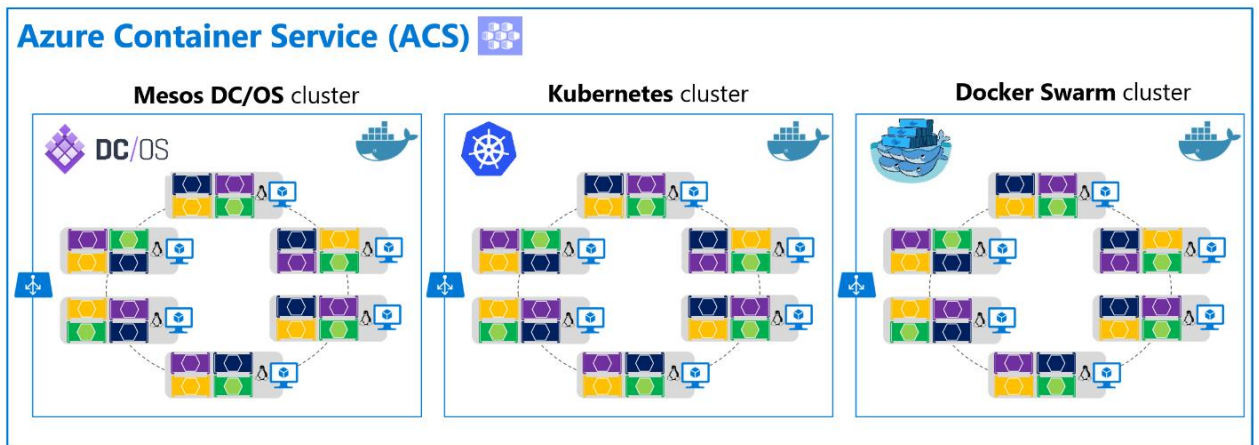 Azure Container Service (ACS)
Mesos DC/OS cluster
Kubernetes cluster
Docker Swarm cluster
DC/OS